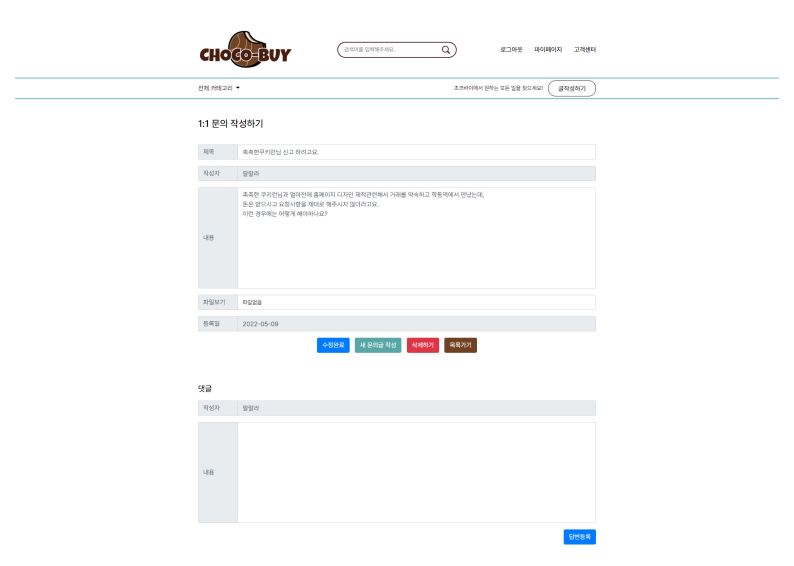 CHOCO-BUY
검색어를 입력해주세요.
로그아웃 마이페이지 고객센터
전체 카테고리
초코바이에서 원하는 모든 일을 찾으세요! 글작성하기
1:1 문의 작성하기
제목 촉촉한쿠키런님 신고 하려고요.
작성자 랄랄라
내용
촉촉한 쿠키런님과 얼마전에 홈페이지 디자인 제작관련해서 거래를 약속하고 학동역에서 만났는데,
돈은 받으시고 요청사항을 제대로 해주시지 않더라고요.
이런 경우에는 어떻게 해야하나요?
파일보기 파일없음
등록일 2022-05-09
수정완료 새 문의글 작성 삭제하기 목록가기
댓글
작성자 랄랄라
내용
답변등록